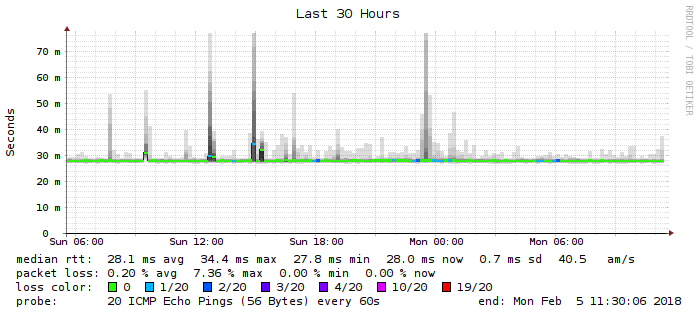 Last 30 Hours
RRDTOOL / TOBI OETIKER
Seconds
70 m
60 m
50 m
40 m
30 m
20 m
10 m
0
Sun 06:00 Sun 12:00 Sun 18:00 Mon 00:00 Mon 06:00
median rtt: 28.1 ms avg 34.4 ms max 27.8 ms min 28.0 ms now 0.7 ms sd 40.5 am/s
packet loss: 0.20 % avg 7.36 % max 0.00 % min 0.00 % now
loss color: 0 1/20 2/20 3/20 4/20 10/20 19/20
probe: 20 ICMP Echo Pings (56 Bytes) every 60s end: Mon Feb 5 11:30:06 2018